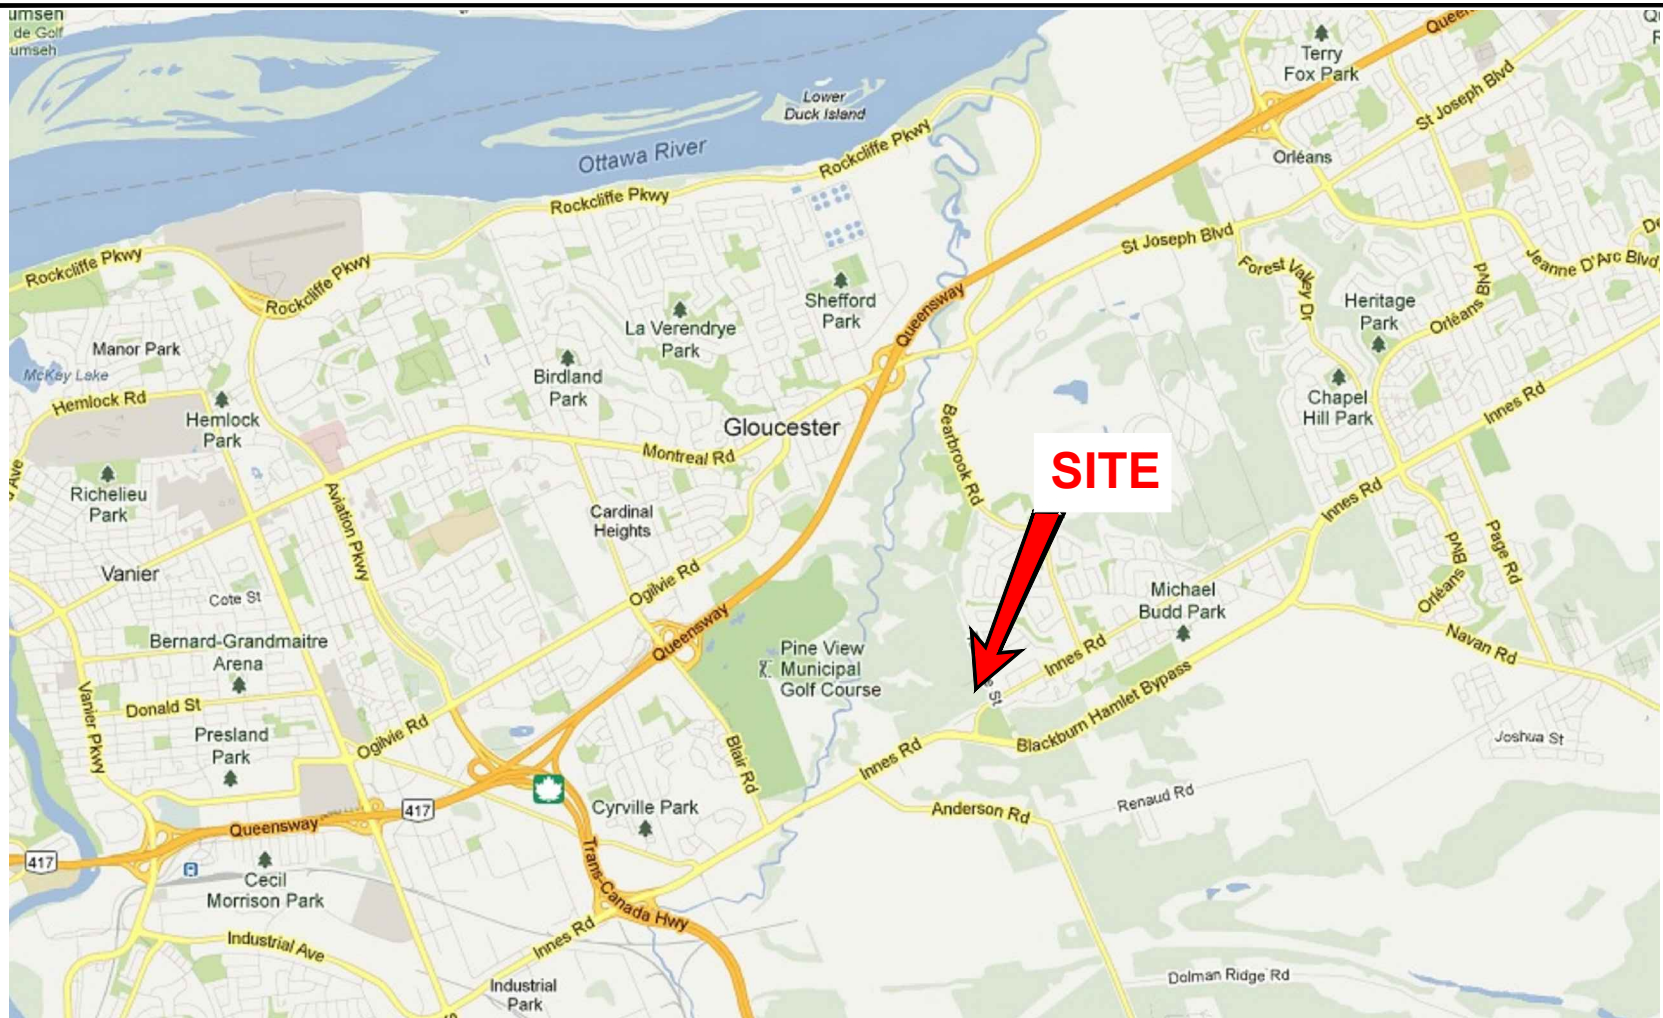 umsen
de Golf
umseh
Terry
Fox Park
St Joseph Blvd
Lower
Duck Island
Ottawa River
Rockcliffe Pkwy
Rockcliffe Pkwy
Orléans
Rockcliffe Pkwy
Rockcliffe Pkwy
St Joseph Blvd
Forest Valley Dr
Jeanne D'Arc Blvd
Shefford
Park
La Verendrye
Park
Queensway
Heritage
Park
Orléans Blvd
Manor Park
McKay Lake
Birdland
Park
Hemlock Rd
Hemlock
Park
Chapel
Hill Park
Innes Rd
Gloucester
Bearbrook Rd
Montreal Rd
SITE
Richelieu
Park
Aviation Pkwy
Cardinal
Heights
Innes Rd
Page Rd
Vanier
Ogilvie Rd
Cote St
Michael
Budd Park
Orléans Blvd
Bernard-Grandmaitre
Arena
Queensway
Pine View
Municipal
Golf Course
Innes Rd
Navan Rd
Vanier Pkwy
Donald St
St
Blackburn Hamlet Bypass
Presland
Park
Ogilvie Rd
Blair Rd
Innes Rd
Joshua St
417
Queensway
Cyrville Park
Anderson Rd
Renaud Rd
417
Trans-Canada Hwy
Cecil
Morrison Park
Industrial Ave
Innes Rd
Industrial
Park
Dolman Ridge Rd